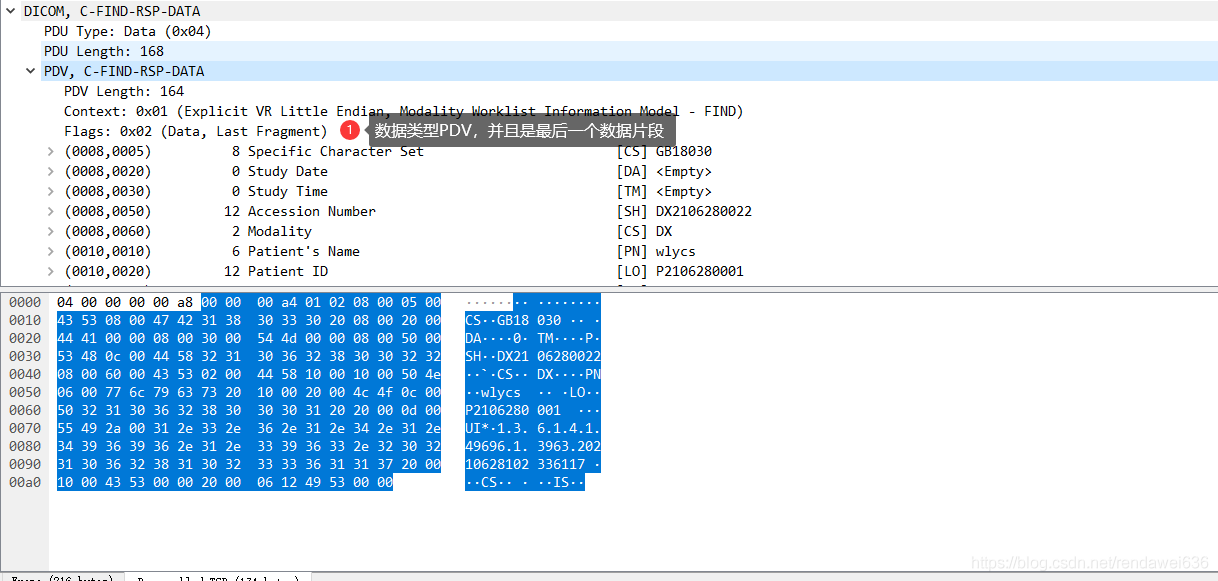 DICOM, C-FIND-RSP-DATA
PDU Type: Data (0x04)
PDU Length: 168
PDV, C-FIND-RSP-DATA
PDV Length: 164
Context: 0x01 (Explicit VR Little Endian, Modality Worklist Information Model - FIND)
Flags: 0x02 (Data, Last Fragment) 1 数据类型PDV，并且是最后一个数据片段
(0008,0005) 8 Specific Character Set [CS] GB18030
(0008,0020) 0 Study Date [DA] <Empty>
(0008,0030) 0 Study Time [TM] <Empty>
(0008,0050) 12 Accession Number [SH] DX2106280022
(0008,0060) 2 Modality [CS] DX
(0010,0010) 6 Patient's Name [PN] wlycs
(0010,0020) 12 Patient ID [LO] P2106280001
0000 04 00 00 00 00 a8 00 00 00 a4 01 02 08 00 05 00 ········ ········
0010 43 53 08 00 47 42 31 38 30 33 30 20 08 00 20 00 CS··GB18 030 ·· ·
0020 44 41 00 00 08 00 30 00 54 4d 00 00 08 00 50 00 DA····0· TM····P·
0030 53 48 0c 00 44 58 32 31 30 36 32 38 30 30 32 32 SH··DX21 06280022
0040 08 00 60 00 43 53 02 00 44 58 10 00 10 00 50 4e ··`·CS·· DX····PN
0050 06 00 77 6c 79 63 73 20 10 00 20 00 4c 4f 0c 00 ··wlycs ·· ·LO··
0060 50 32 31 30 36 32 38 30 30 30 31 20 20 00 0d 00 P2106280 001 ···
0070 55 49 2a 00 31 2e 33 2e 36 2e 31 2e 34 2e 31 2e UI*·1.3. 6.1.4.1.
0080 34 39 36 39 36 2e 31 2e 33 39 36 33 2e 32 30 32 49696.1. 3963.202
0090 31 30 36 32 38 31 30 32 33 33 36 31 31 37 20 00 10628102 336117 ·
00a0 10 00 43 53 00 00 20 00 06 12 49 53 00 00 ··CS·· · ··IS··
https://blog.csdn.net/rendawei636